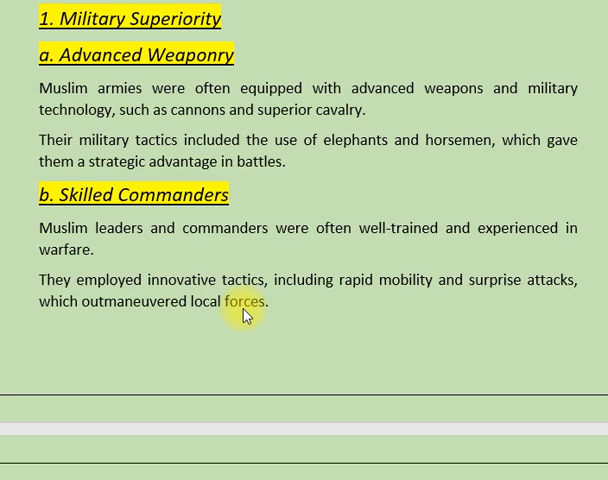 1. Military Superiority
a. Advanced Weaponry
Muslim armies were often equipped with advanced weapons and military
technology, such as cannons and superior cavalry.
Their military tactics included the use of elephants and horsemen, which gave
them a strategic advantage in battles.
b. Skilled Commanders
Muslim leaders and commanders were often well-trained and experienced in
warfare.
They employed innovative tactics, including rapid mobility and surprise attacks,
which outmaneuvered local forces.